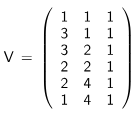 V = ( 1 1 1
3 1 1
3 2 1
2 2 1
2 4 1
1 4 1 )